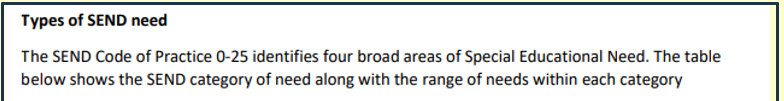 Types of SEND need
The SEND Code of Practice 0-25 identifies four broad areas of Special Educational Need. The table
below shows the SEND category of need along with the range of needs within each category